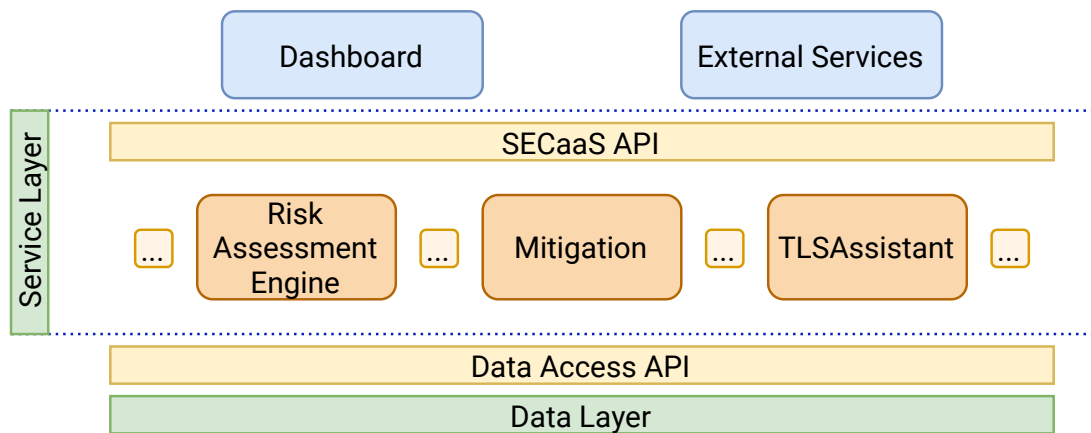 Dashboard
External Services
Service Layer
SECaaS API
...
Risk
Assessment
Engine
...
Mitigation
...
TLSAssistant
...
Data Access API
Data Layer